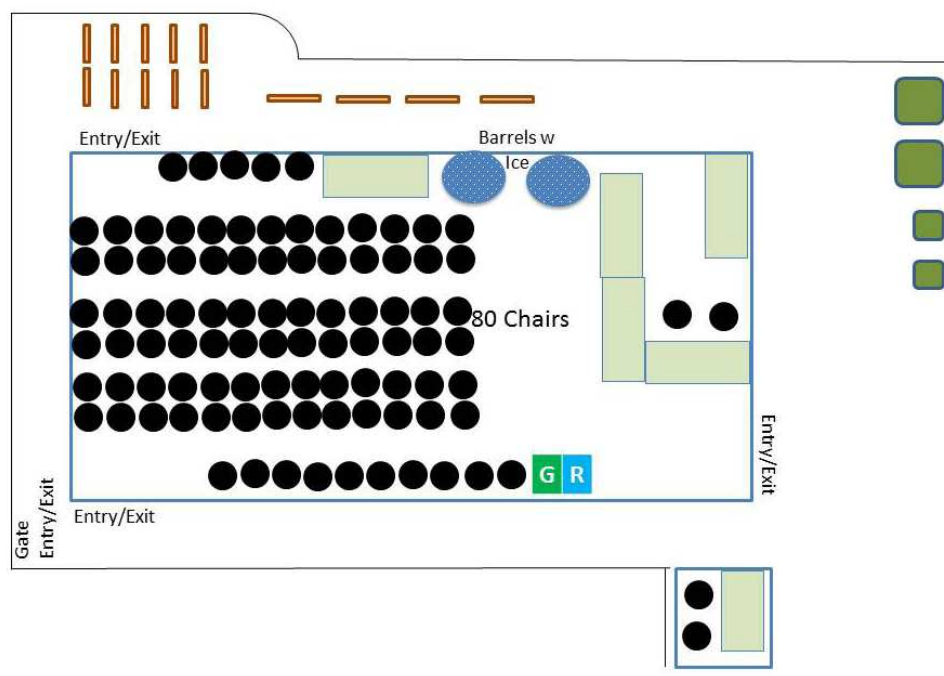 Entry/Exit
Barrels w
Ice
80 Chairs
G R
Entry/Exit
Entry/Exit
Gate
Entry/Exit